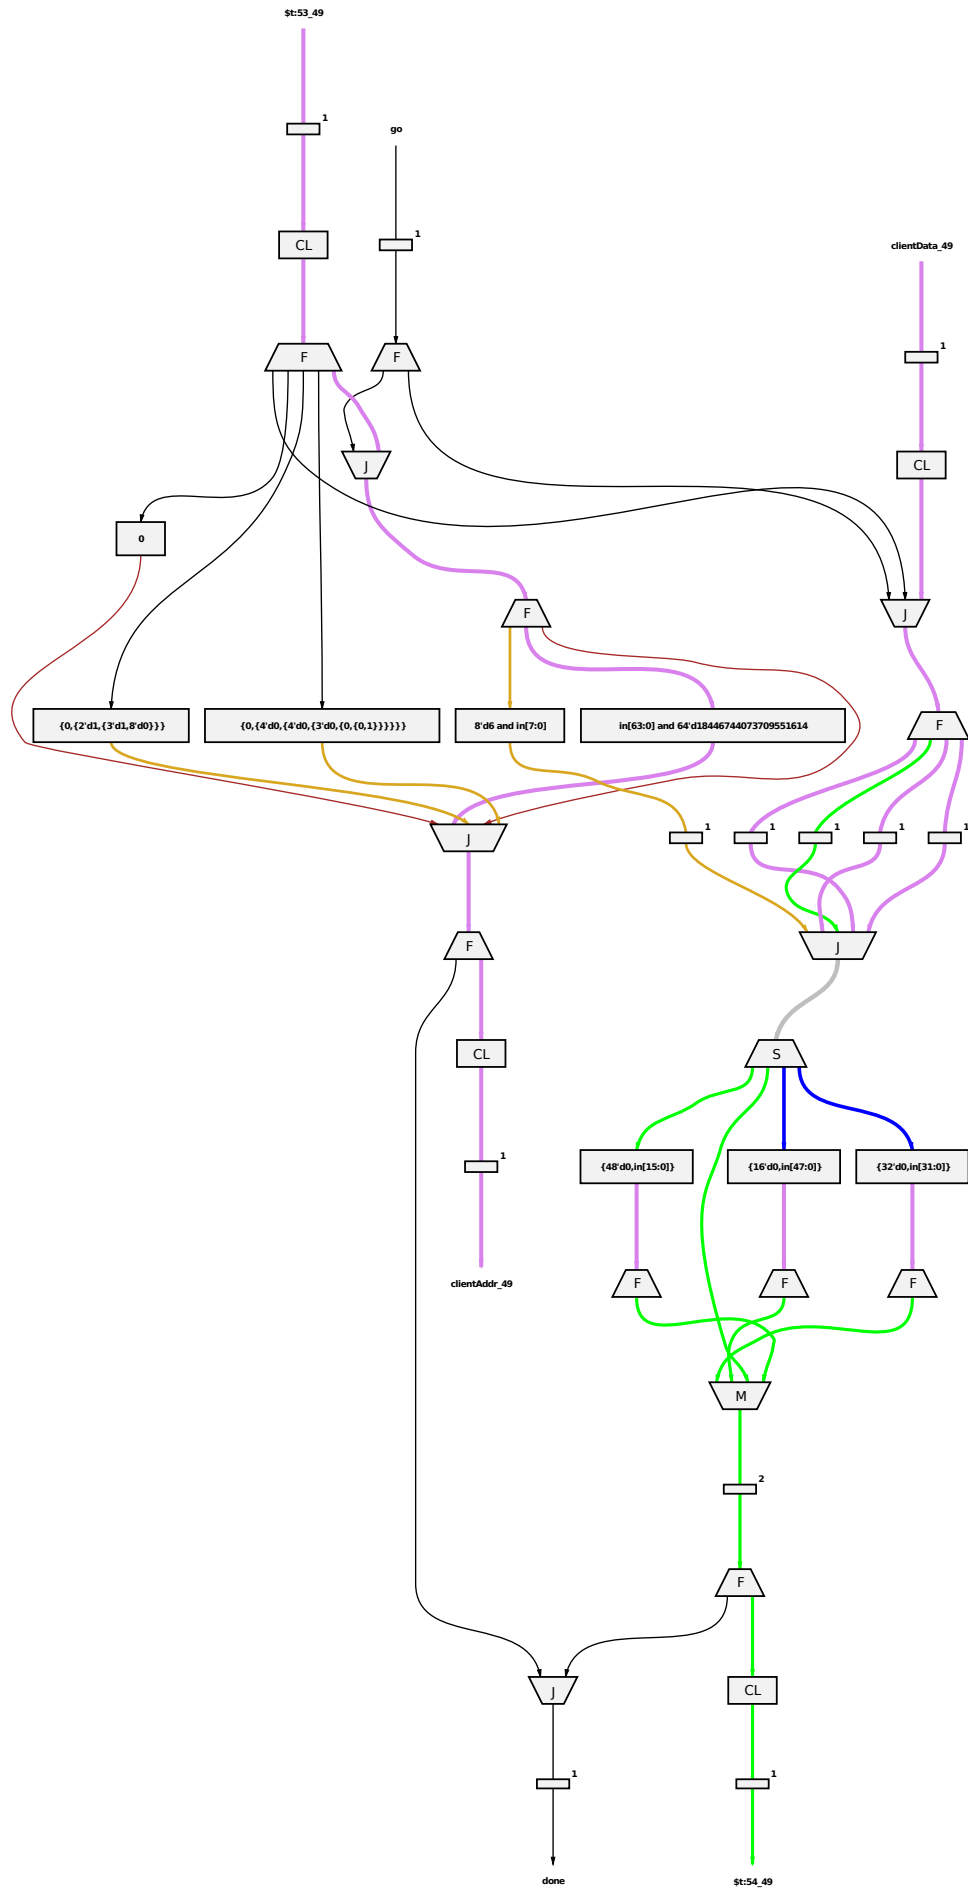 $t:53_49
1
go
1
clientData_49
CL
1
F
F
J
CL
0
F
J
{0,{2'd1,{3'd1,8'd0}}}
{0,{4'd0,{4'd0,{3'd0,{0,{0,1}}}}}}
8'd6 and in[7:0]
in[63:0] and 64'd18446744073709551614
F
J
1
1
1
1
1
F
J
CL
S
1
{48'd0,in[15:0]}
{16'd0,in[47:0]}
{32'd0,in[31:0]}
clientAddr_49
F
F
F
M
2
F
J
CL
1
1
done
$t:54_49